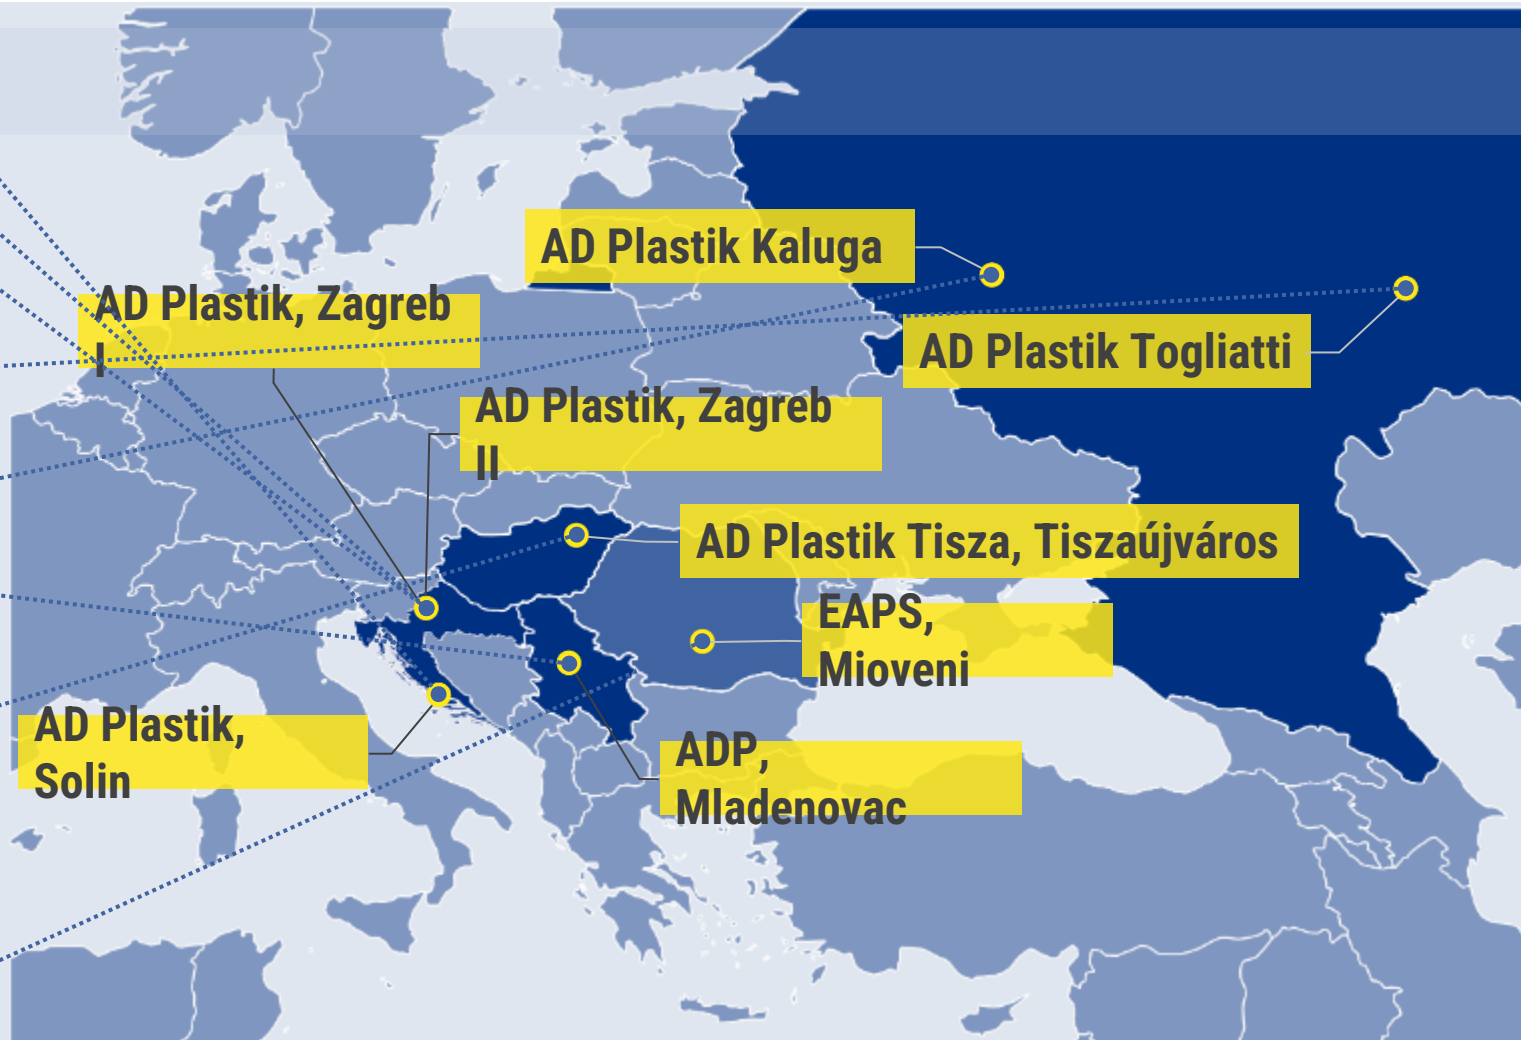 AD Plastik Kaluga
AD Plastik, Zagreb
I
AD Plastik Togliatti
AD Plastik, Zagreb
II
AD Plastik Tisza, Tiszaújváros
EAPS,
Mioveni
AD Plastik,
Solin
ADP,
Mladenovac